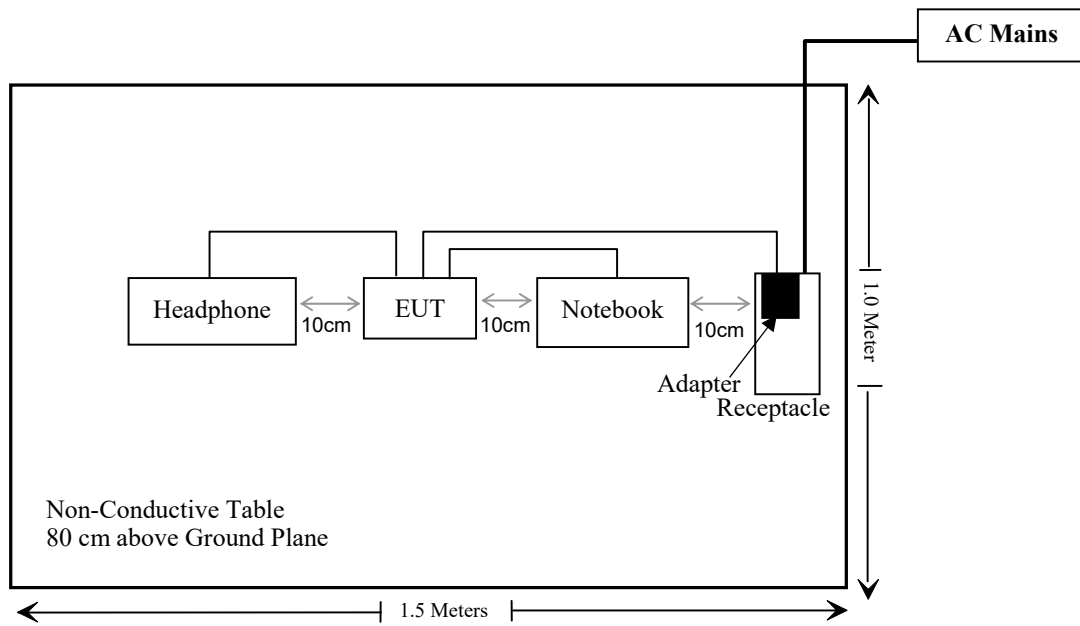 AC Mains
Headphone
10cm
EUT
10cm
Notebook
10cm
Adapter
Receptacle
1.0 Meter
Non-Conductive Table
80 cm above Ground Plane
1.5 Meters